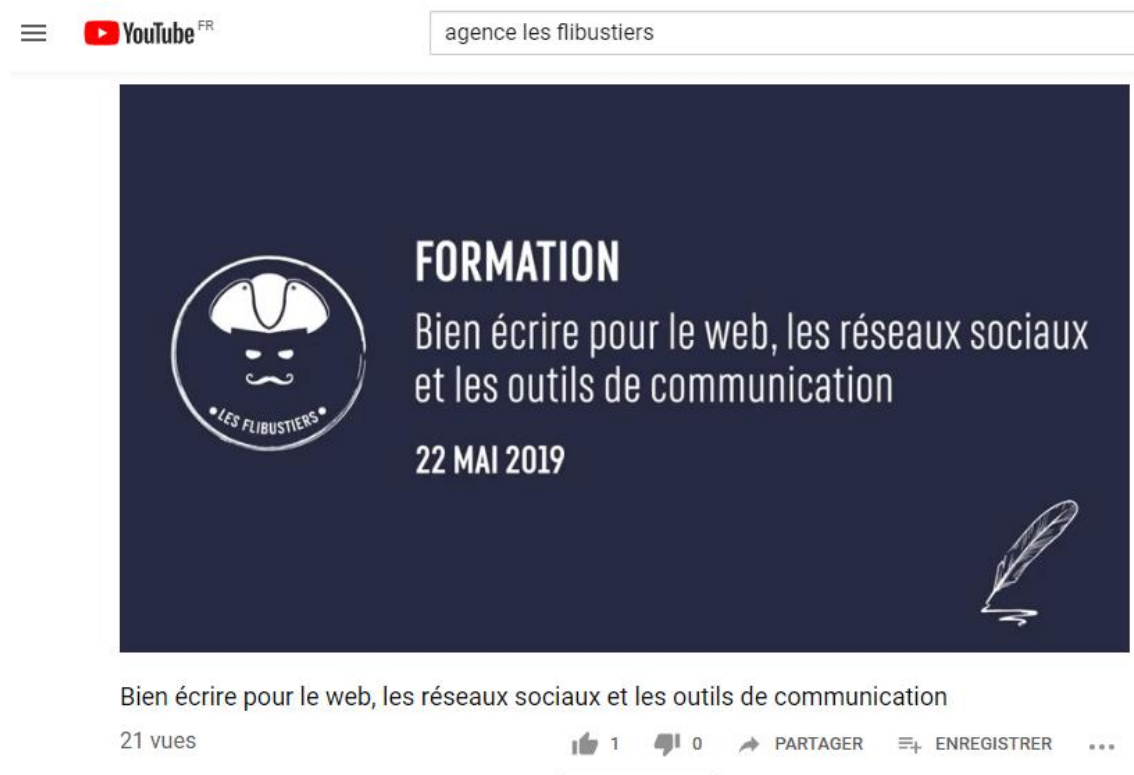 YouTube FR
agence les flibustiers
FORMATION
Bien écrire pour le web, les réseaux sociaux
et les outils de communication
22 MAI 2019
• LES FLIBUSTIERS •
Bien écrire pour le web, les réseaux sociaux et les outils de communication
21 vues
1
0
PARTAGER
ENREGISTRER